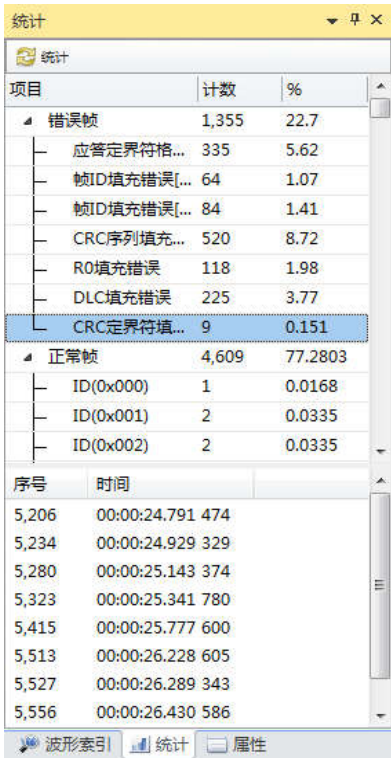 统计
统计
项目 计数 %
错误帧 1,355 22.7
应答定界符格... 335 5.62
帧ID填充错误[... 64 1.07
帧ID填充错误[... 84 1.41
CRC序列填充... 520 8.72
R0填充错误 118 1.98
DLC填充错误 225 3.77
CRC定界符填... 9 0.151
正常帧 4,609 77.2803
ID(0x000) 1 0.0168
ID(0x001) 2 0.0335
ID(0x002) 2 0.0335
序号 时间
5,206 00:00:24.791 474
5,234 00:00:24.929 329
5,280 00:00:25.143 374
5,323 00:00:25.341 780
5,415 00:00:25.777 600
5,513 00:00:26.228 605
5,527 00:00:26.289 343
5,556 00:00:26.430 586
波形索引 统计 属性